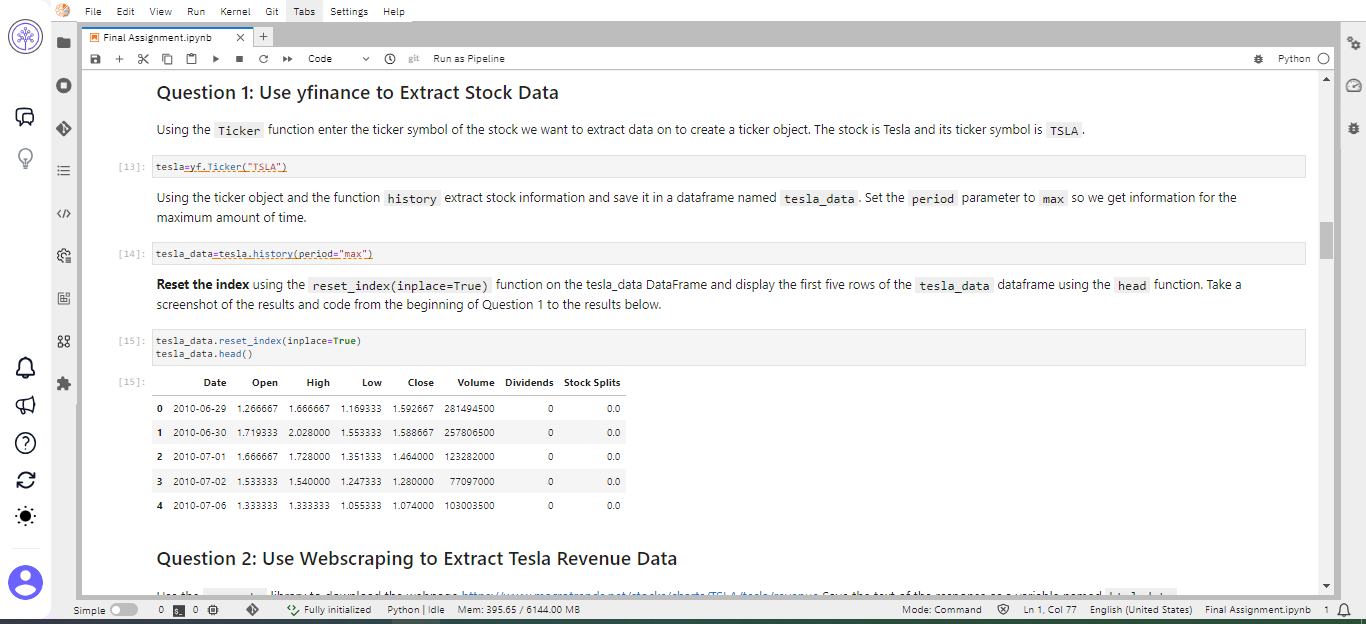 File Edit View Run Kernel Git Tabs Settings Help
Final Assignment.ipynb
Code git Run as Pipeline Python
Question 1: Use yfinance to Extract Stock Data
Using the Ticker function enter the ticker symbol of the stock we want to extract data on to create a ticker object. The stock is Tesla and its ticker symbol is TSLA.
[13]: tesla=yf.Ticker("TSLA")
Using the ticker object and the function history extract stock information and save it in a dataframe named tesla_data. Set the period parameter to max so we get information for the
maximum amount of time.
[14]: tesla_data=tesla.history(period="max")
Reset the index using the reset_index(inplace=True) function on the tesla_data DataFrame and display the first five rows of the tesla_data dataframe using the head function. Take a
screenshot of the results and code from the beginning of Question 1 to the results below.
[15]: tesla_data.reset_index(inplace=True)
tesla_data.head()
[15]: Date Open High Low Close Volume Dividends Stock Splits
0 2010-06-29 1.266667 1.666667 1.169333 1.592667 281494500 0 0.0
1 2010-06-30 1.719333 2.028000 1.553333 1.588667 257806500 0 0.0
2 2010-07-01 1.666667 1.728000 1.351333 1.464000 123282000 0 0.0
3 2010-07-02 1.533333 1.540000 1.247333 1.280000 77097000 0 0.0
4 2010-07-06 1.333333 1.333333 1.055333 1.074000 103003500 0 0.0
Question 2: Use Webscraping to Extract Tesla Revenue Data
Simple 0 0 Fully initialized Python | Idle Mem: 395.65 / 6144.00 MB Mode: Command Ln 1, Col 77 English (United States) Final Assignment.ipynb 1